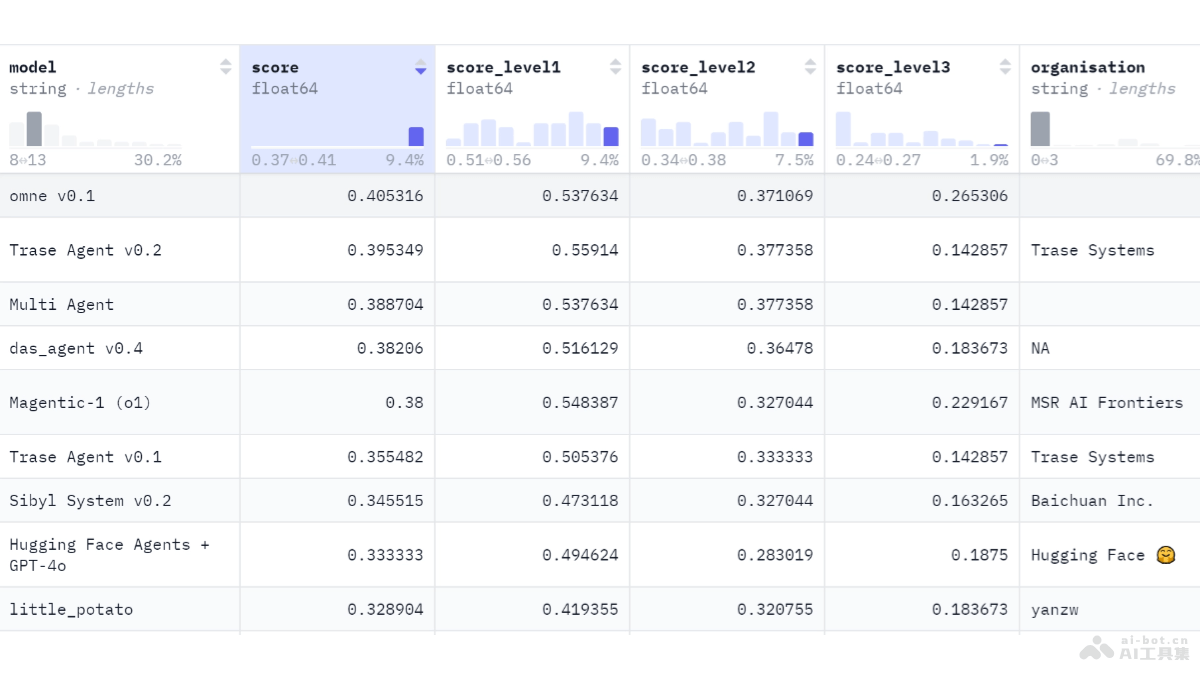 model score score_level1 score_level2 score_level3 organisation
string · lengths float64 float64 float64 float64 string · lengths
8↔13 30.2% 0.37↔0.41 9.4% 0.51↔0.56 9.4% 0.34↔0.38 7.5% 0.24↔0.27 1.9% 0↔3 69.8%
omne v0.1 0.405316 0.537634 0.371069 0.265306
Trase Agent v0.2 0.395349 0.55914 0.377358 0.142857 Trase Systems
Multi Agent 0.388704 0.537634 0.377358 0.142857
das_agent v0.4 0.38206 0.516129 0.36478 0.183673 NA
Magentic-1 (o1) 0.38 0.548387 0.327044 0.229167 MSR AI Frontiers
Trase Agent v0.1 0.355482 0.505376 0.333333 0.142857 Trase Systems
Sibyl System v0.2 0.345515 0.473118 0.327044 0.163265 Baichuan Inc.
Hugging Face Agents +
GPT-4o 0.333333 0.494624 0.283019 0.1875 Hugging Face 🤗
little_potato 0.328904 0.419355 0.320755 0.183673 yanzw
ai-bot.cn
AI工具集